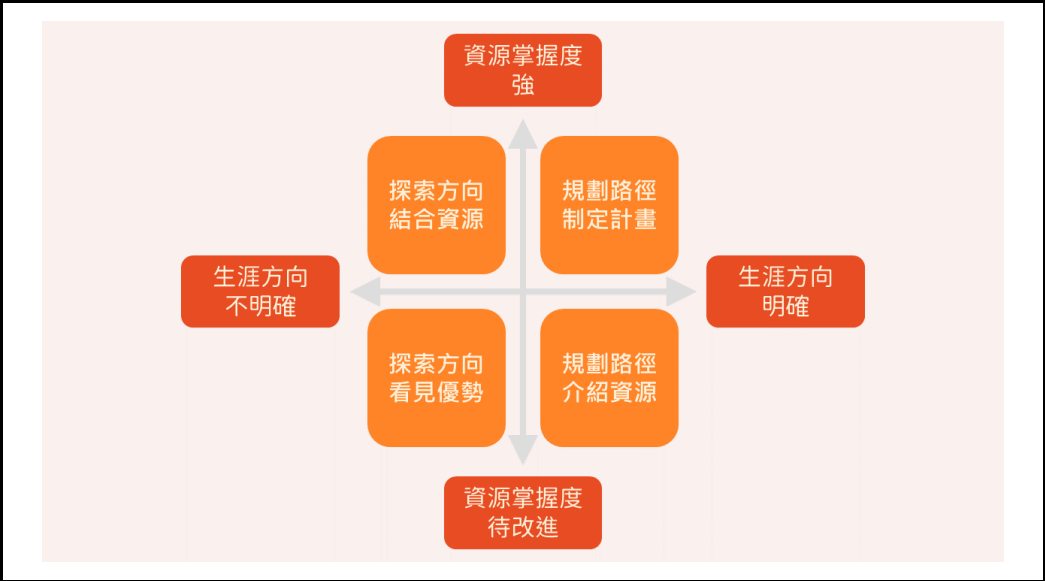 資源掌握度
強
探索方向
結合資源
規劃路徑
制定計畫
生涯方向
不明確
生涯方向
明確
探索方向
看見優勢
規劃路徑
介紹資源
資源掌握度
待改進